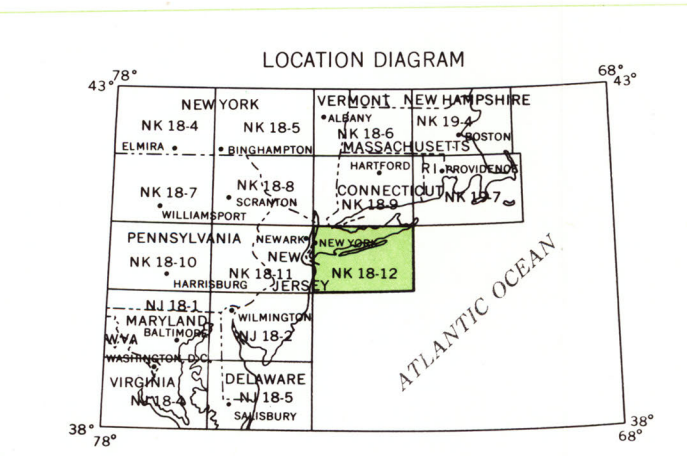 LOCATION DIAGRAM
78° 68°
43° 43°
NEW YORK VERMONT NEW HAMPSHIRE
NK 18-4 NK 18-5 ALBANY NK 18-6 NK 19-4
ELMIRA BINGHAMPTON MASSACHUSETTS BOSTON
HARTFORD R.I. PROVIDENCE
NK 18-7 NK 18-8 CONNECTICUT
SCRANTON NK 18-9 NK 19-7
WILLIAMSPORT
PENNSYLVANIA NEWARK NEW YORK
NK 18-10 NEW
HARRISBURG NK 18-11 JERSEY NK 18-12
ATLANTIC OCEAN
NJ 18-1 WILMINGTON
MARYLAND BALTIMORE NJ 18-2
W.VA
WASHINGTON, D.C.
VIRGINIA DELAWARE
NJ 18-4 NJ 18-5
SALISBURY
38° 38°
78° 68°